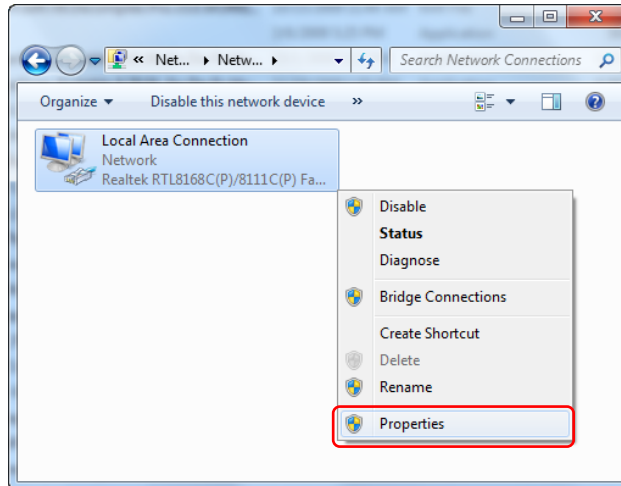 « Net... Netw...
Search Network Connections
Organize Disable this network device »
Local Area Connection
Network
Realtek RTL8168C(P)/8111C(P) Fa...
Disable
Status
Diagnose
Bridge Connections
Create Shortcut
Delete
Rename
Properties